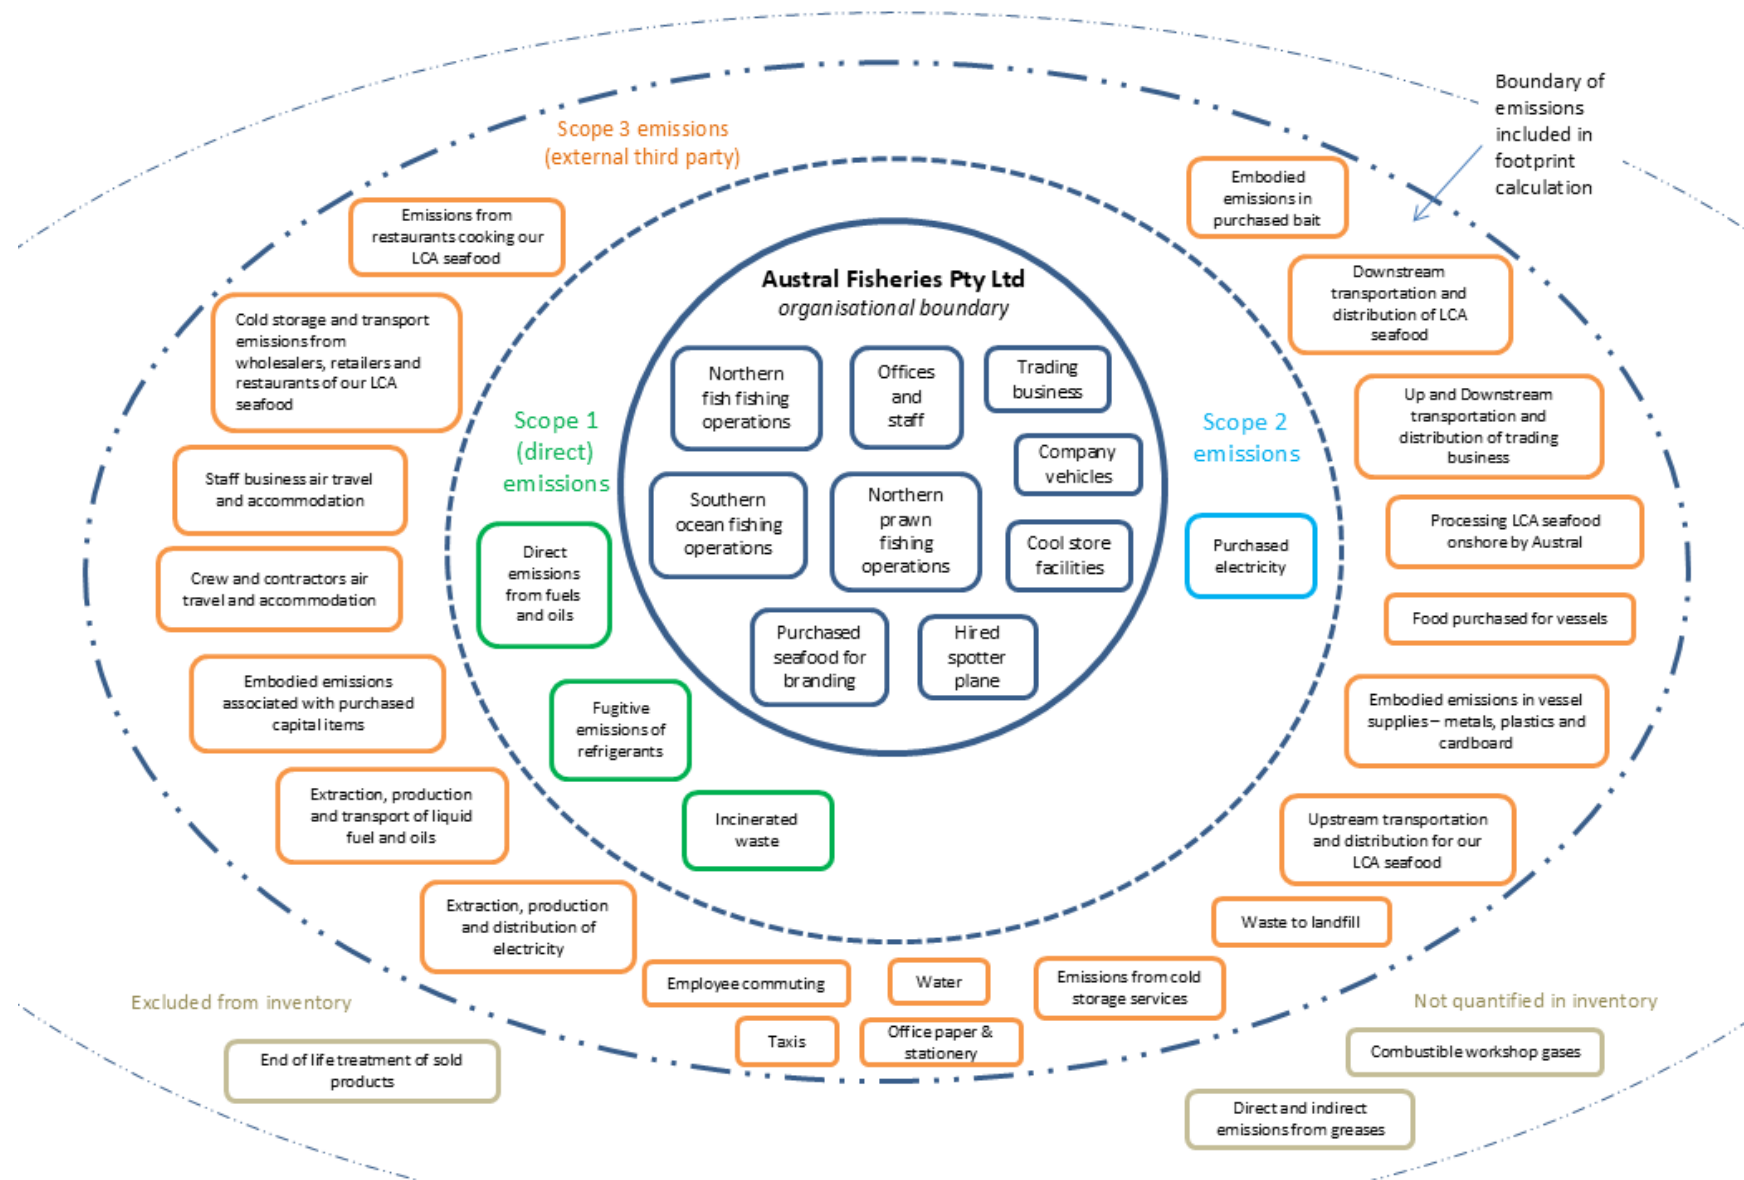 Boundary of
emissions
included in
footprint
calculation
Scope 3 emissions
(external third party)
Embodied
emissions in
purchased bait
Emissions from
restaurants cooking our
LCA seafood
Downstream
transportation and
distribution of LCA
seafood
Austral Fisheries Pty Ltd
organisational boundary
Cold storage and transport
emissions from
wholesalers, retailers and
restaurants of our LCA
seafood
Northern
fish fishing
operations
Offices
and
staff
Trading
business
Up and Downstream
transportation and
distribution of trading
business
Scope 1
(direct)
emissions
Scope 2
emissions
Company
vehicles
Staff business air travel
and accommodation
Southern
ocean fishing
operations
Northern
prawn
fishing
operations
Cool store
facilities
Processing LCA seafood
onshore by Austral
Direct
emissions
from fuels
and oils
Purchased
electricity
Crew and contractors air
travel and accommodation
Food purchased for vessels
Purchased
seafood for
branding
Hired
spotter
plane
Embodied emissions
associated with purchased
capital items
Fugitive
emissions of
refrigerants
Embodied emissions in vessel
supplies – metals, plastics and
cardboard
Extraction, production
and transport of liquid
fuel and oils
Incinerated
waste
Upstream transportation
and distribution for our
LCA seafood
Extraction, production
and distribution of
electricity
Waste to landfill
Employee commuting
Water
Emissions from cold
storage services
Taxis
Office paper &
stationery
Excluded from inventory
Not quantified in inventory
End of life treatment of sold
products
Combustible workshop gases
Direct and indirect
emissions from greases